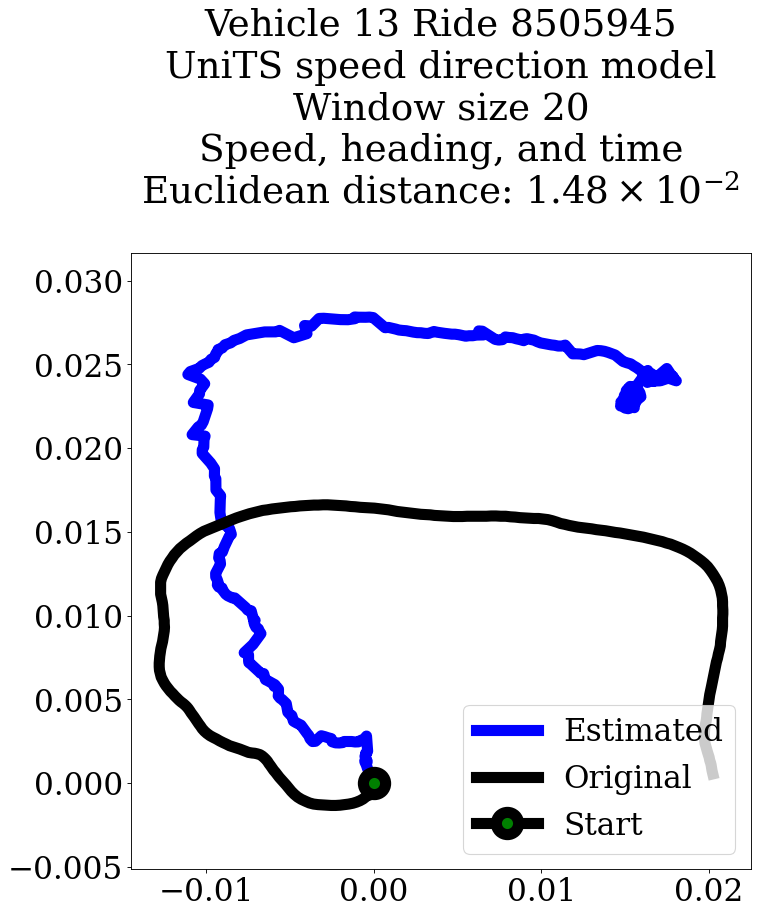 Vehicle 13 Ride 8505945
UniTS speed direction model
Window size 20
Speed, heading, and time
Euclidean distance: 1.48 × 10⁻²
0.030
0.025
0.020
0.015
0.010
0.005
0.000
−0.005
Estimated
Original
Start
−0.01 0.00 0.01 0.02